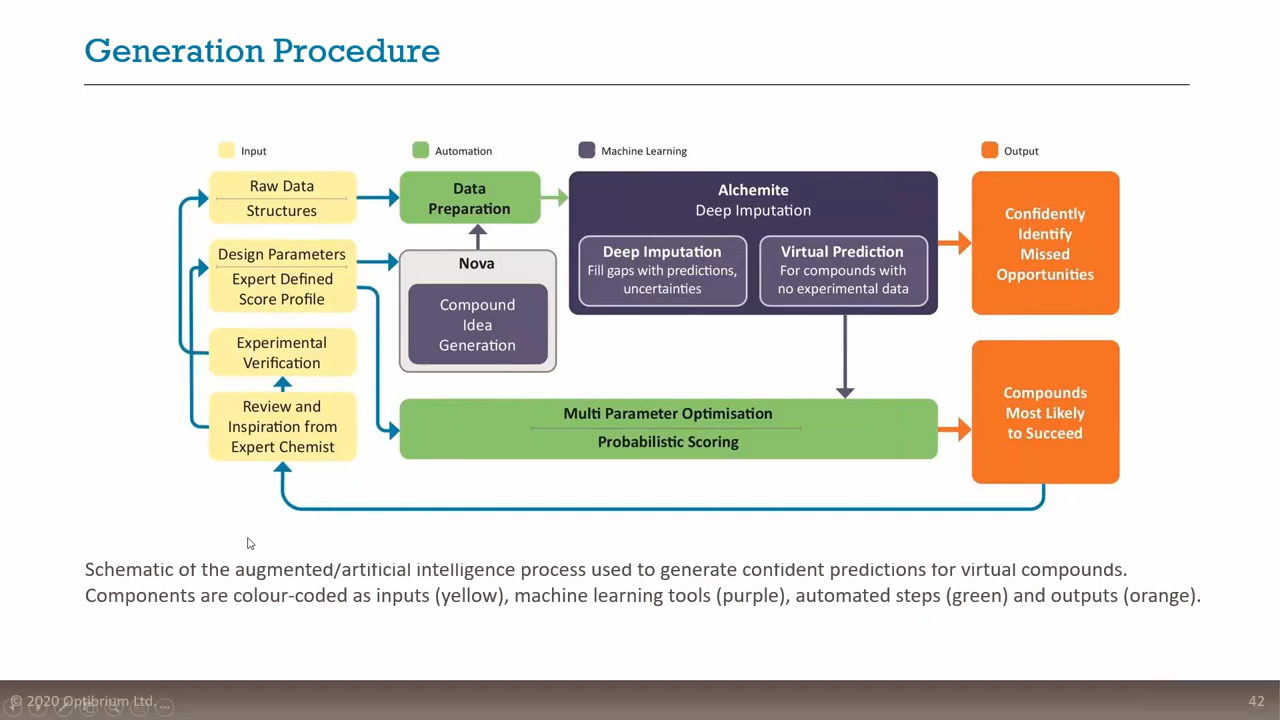 Generation Procedure
Input
Automation
Machine Learning
Output
Raw Data
Structures
Design Parameters
Expert Defined
Score Profile
Experimental
Verification
Review and
Inspiration from
Expert Chemist
Data
Preparation
Nova
Compound
Idea
Generation
Alchemite
Deep Imputation
Deep Imputation
Fill gaps with predictions,
uncertainties
Virtual Prediction
For compounds with
no experimental data
Multi Parameter Optimisation
Probabilistic Scoring
Confidently
Identify
Missed
Opportunities
Compounds
Most Likely
to Succeed
Schematic of the augmented/artificial intelligence process used to generate confident predictions for virtual compounds.
Components are colour-coded as inputs (yellow), machine learning tools (purple), automated steps (green) and outputs (orange).
© 2020 Optibrium Ltd.
42